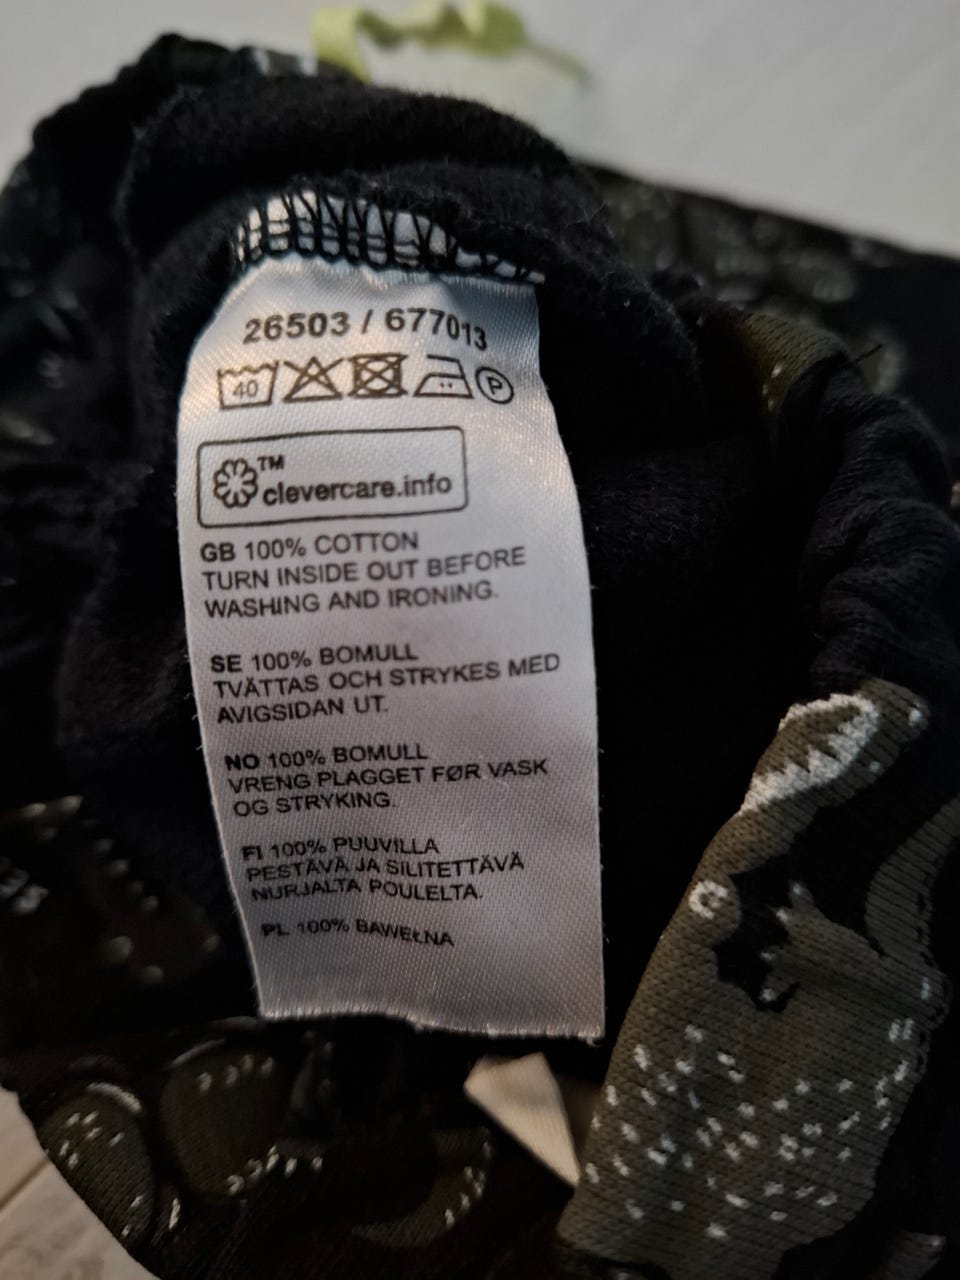 26503 / 677013
40 P
TM
clevercare.info
GB 100% COTTON
TURN INSIDE OUT BEFORE
WASHING AND IRONING.
SE 100% BOMULL
TVÄTTAS OCH STRYKES MED
AVIGSIDAN UT.
NO 100% BOMULL
VRENG PLAGGET FØR VASK
OG STRYKING.
FI 100% PUUVILLA
PESTÄVÄ JA SILITETTÄVÄ
NURJALTA POULELTA.
PL 100% BAWEŁNA